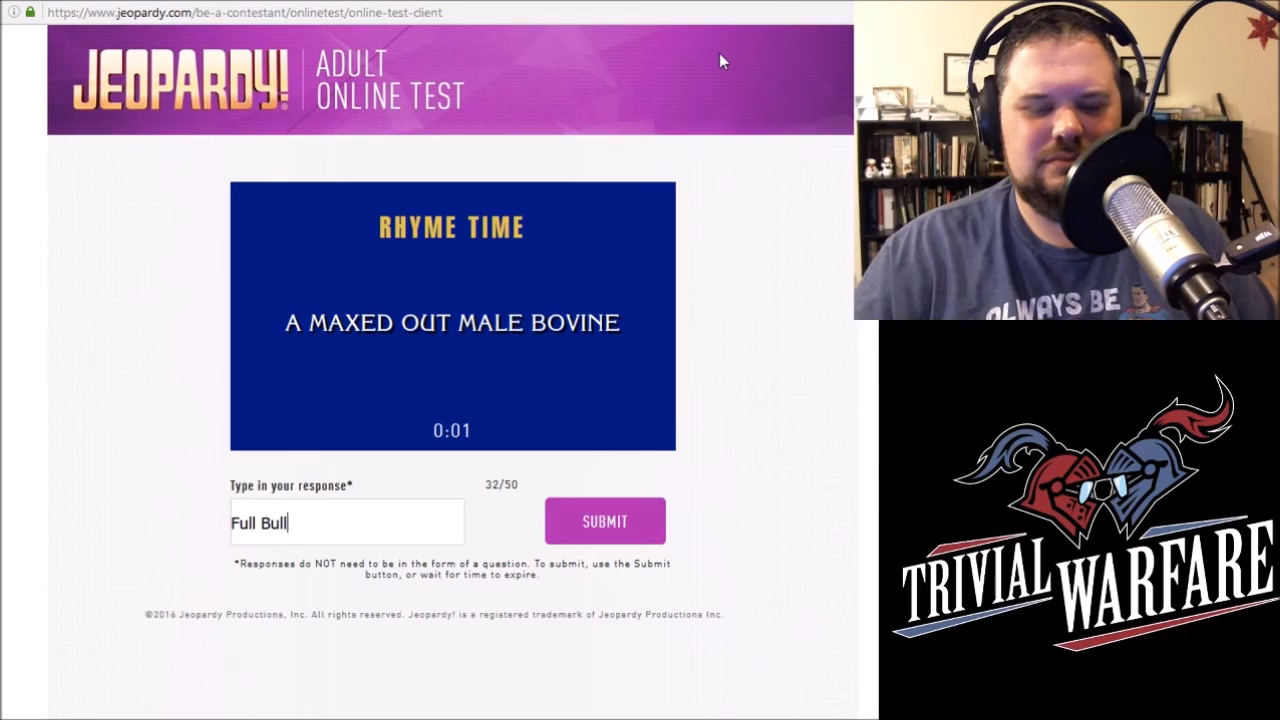 https://www.jeopardy.com/be-a-contestant/onlinetest/online-test-client
JEOPARDY!
ADULT
ONLINE TEST
RHYME TIME
A MAXED OUT MALE BOVINE
0:01
Type in your response*
32/50
Full Bull
SUBMIT
*Responses do NOT need to be in the form of a question. To submit, use the Submit
button, or wait for time to expire.
©2016 Jeopardy Productions, Inc. All rights reserved. Jeopardy! is a registered trademark of Jeopardy Productions Inc.
ALWAYS BE
TRIVIAL
WARFARE